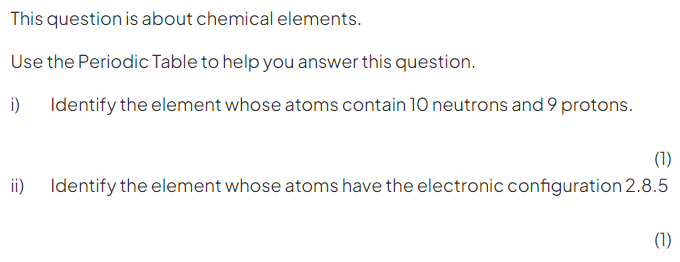 This question is about chemical elements.
Use the Periodic Table to help you answer this question.
i) Identify the element whose atoms contain 10 neutrons and 9 protons.
(1)
ii) Identify the element whose atoms have the electronic configuration 2.8.5
(1)